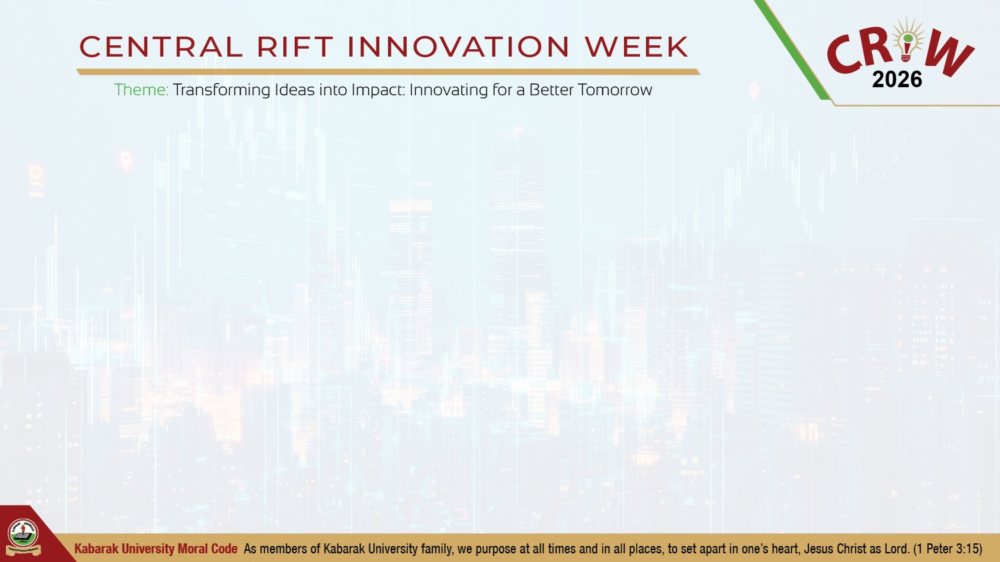 CENTRAL RIFT INNOVATION WEEK
Theme: Transforming Ideas into Impact: Innovating for a Better Tomorrow
CRIW
2026
Kabarak University Moral Code As members of Kabarak University family, we purpose at all times and in all places, to set apart in one's heart, Jesus Christ as Lord. (1 Peter 3:15)